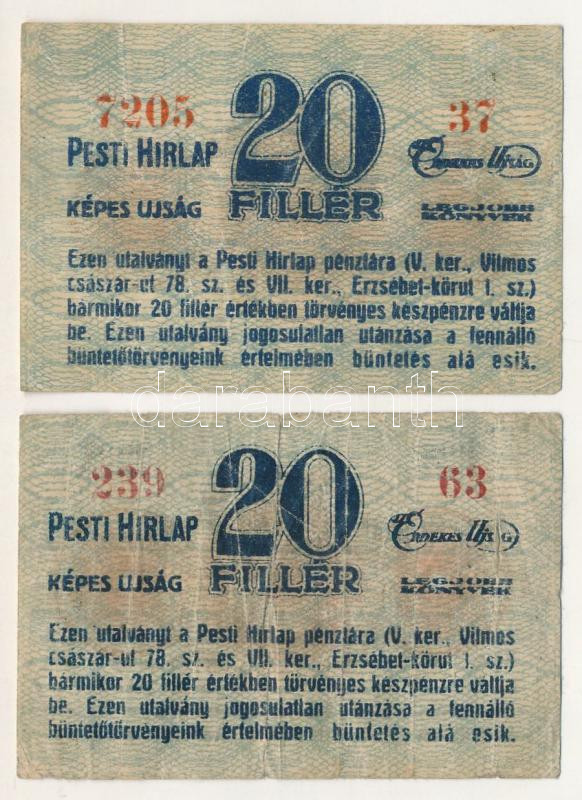 7205 20 37
PESTI HIRLAP Érdekes Ujság
KÉPES UJSÁG FILLÉR LEGJOBB KÖNYVEK
Ezen utalványt a Pesti Hirlap pénztára (V. ker., Vilmos
császár-ut 78. sz. és VII. ker., Erzsébet-körut 1. sz.)
bármikor 20 fillér értékben törvényes készpénzre váltja
be. Ezen utalvány jogosulatlan utánzása a fennálló
büntetőtörvényeink értelmében büntetés alá esik.
darabanth
239 20 63
PESTI HIRLAP Érdekes Ujság
KÉPES UJSÁG FILLÉR LEGJOBB KÖNYVEK
Ezen utalványt a Pesti Hirlap pénztára (V. ker., Vilmos
császár-ut 78. sz. és VII. ker., Erzsébet-körut 1. sz.)
bármikor 20 fillér értékben törvényes készpénzre váltja
be. Ezen utalvány jogosulatlan utánzása a fennálló
büntetőtörvényeink értelmében büntetés alá esik.